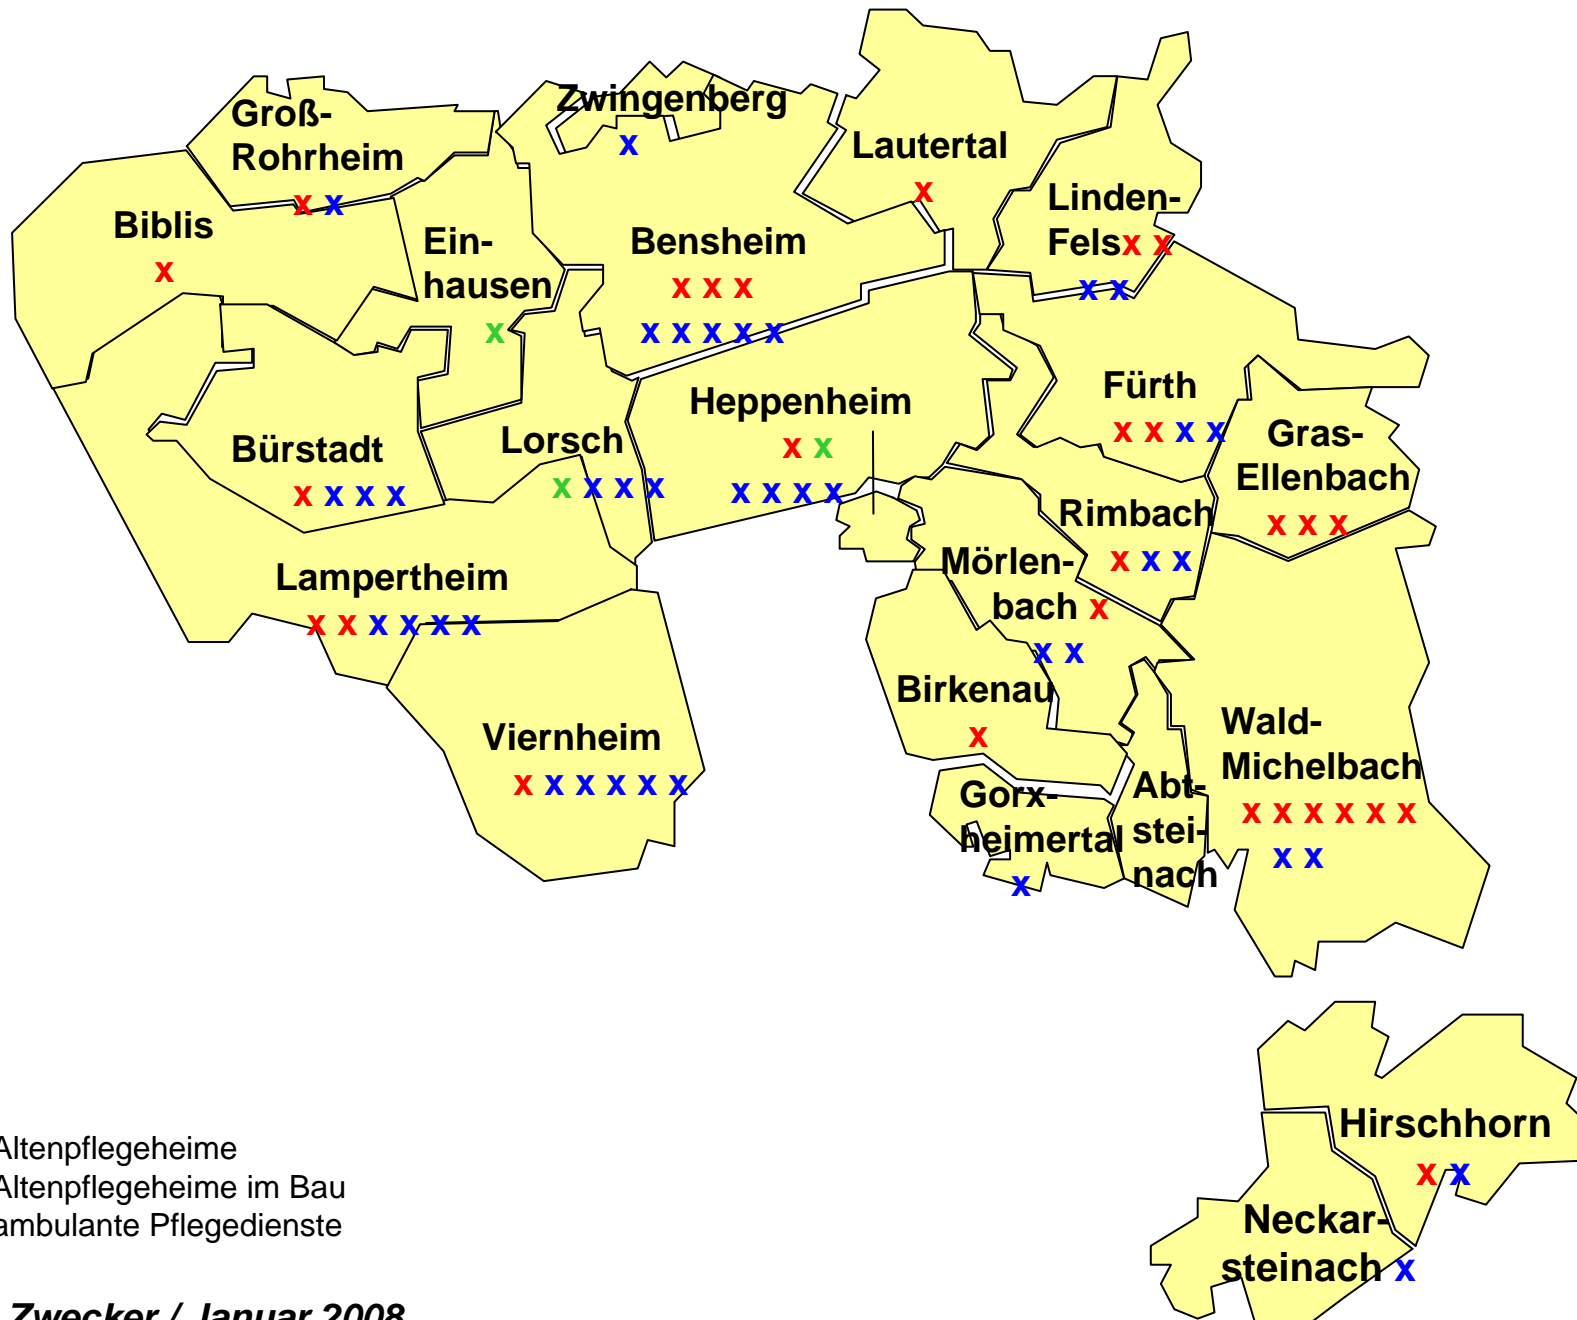 Zwingenberg
x
Groß-
Rohrheim
x x
Lautertal
x
Linden-
Fels x x
x x
Biblis
x
Ein-
hausen
x
Bensheim
x x x
x x x x x
Heppenheim
x x
x x x x
Fürth
x x x x
Gras-
Ellenbach
x x x
Bürstadt
x x x x
Lorsch
x x x x
Rimbach
x x x
Mörlen-
bach x
x x
Lampertheim
x x x x x x
Birkenau
x
Viernheim
x x x x x x
Wald-
Michelbach
x x x x x x
x x
Gorx-
heimertal
x
Abt-
stei-
nach
Hirschhorn
x x
Neckar-
steinach x
Altenpflegeheime
Altenpflegeheime im Bau
ambulante Pflegedienste
Zwecker / Januar 2008